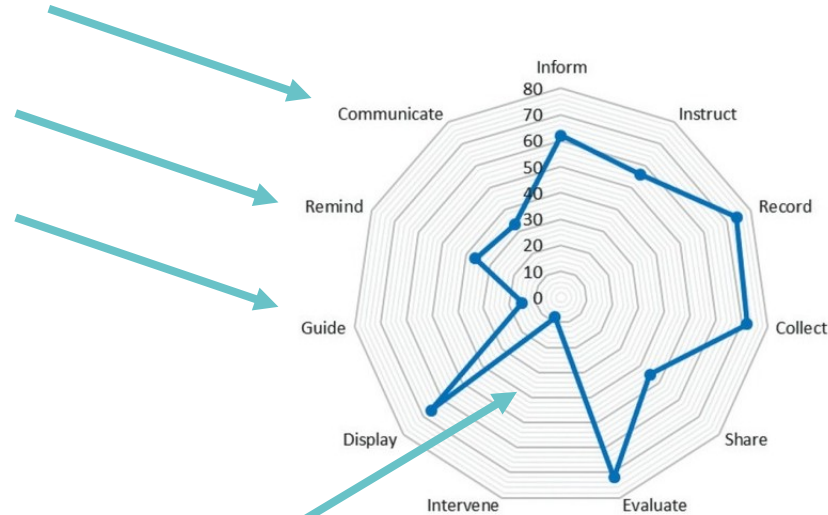 Inform
80
Communicate
70
Instruct
60
50
40
Remind
30
Record
20
10
0
Guide
Collect
Display
Share
Intervene
Evaluate